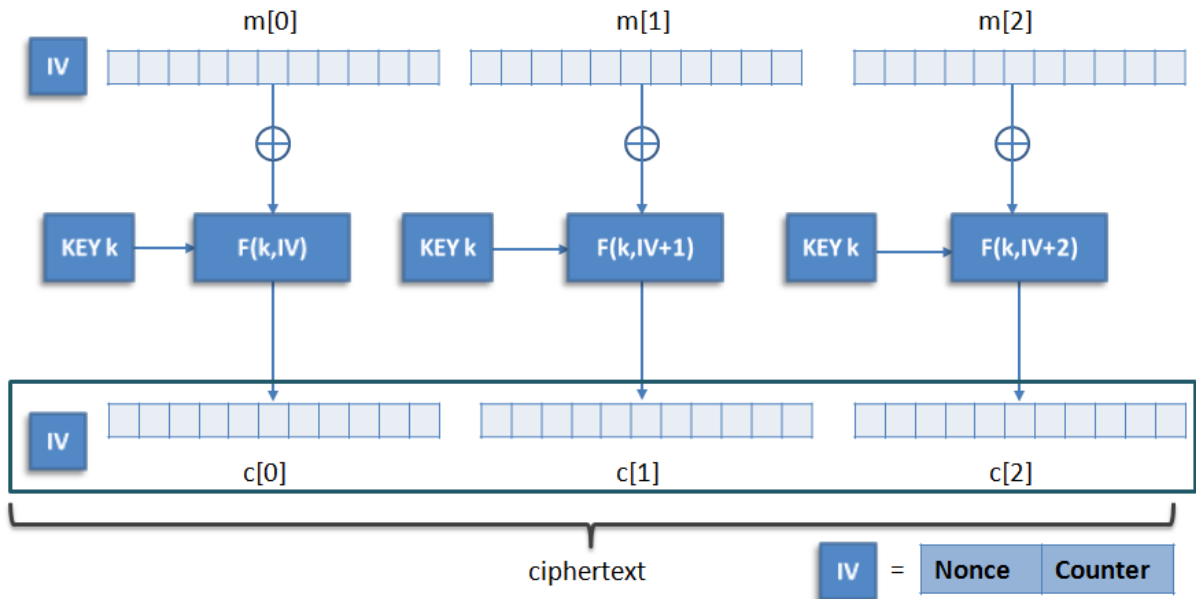 m[0] m[1] m[2]
IV
KEY k F(k,IV) KEY k F(k,IV+1) KEY k F(k,IV+2)
IV
c[0] c[1] c[2]
ciphertext
IV = Nonce Counter